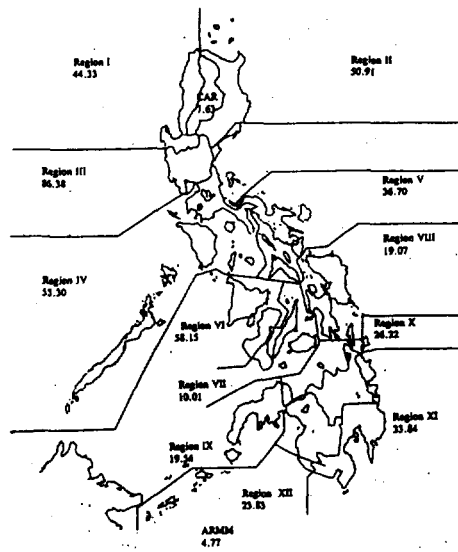 Region I
44.33
Region II
50.91
CAR
1.63
Region III
86.38
Region V
36.70
Region VIII
19.07
Region IV
53.30
Region VI
58.15
Region X
26.22
Region VII
10.01
Region XI
33.84
Region IX
19.54
Region XII
25.83
ARMM
4.77